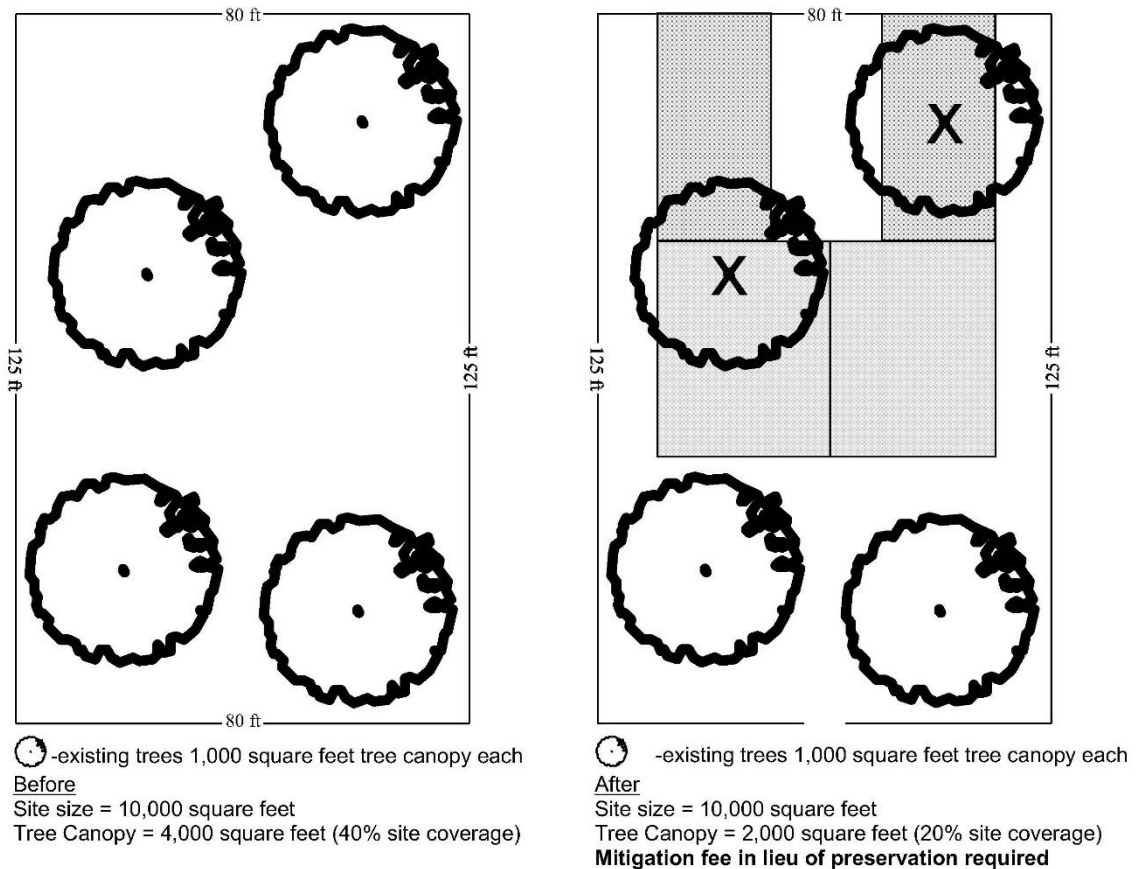 80 ft
80 ft
125 ft
125 ft
125 ft
125 ft
X
X
80 ft
-existing trees 1,000 square feet tree canopy each
Before
Site size = 10,000 square feet
Tree Canopy = 4,000 square feet (40% site coverage)
-existing trees 1,000 square feet tree canopy each
After
Site size = 10,000 square feet
Tree Canopy = 2,000 square feet (20% site coverage)
Mitigation fee in lieu of preservation required